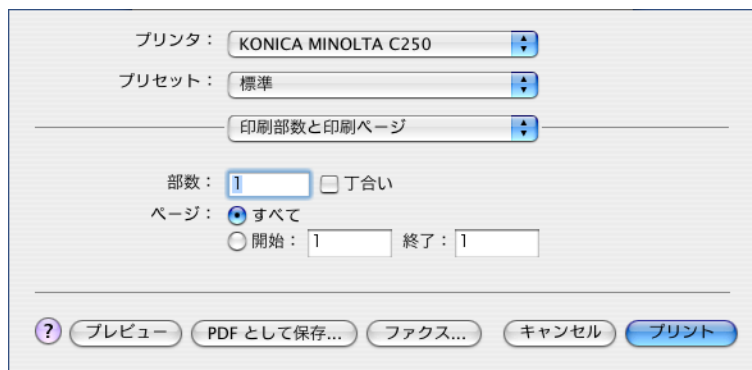 プリンタ： KONICA MINOLTA C250
プリセット： 標準
印刷部数と印刷ページ
部数： 1 丁合い
ページ： すべて
開始： 1 終了： 1
? プレビュー PDF として保存... ファクス... キャンセル プリント